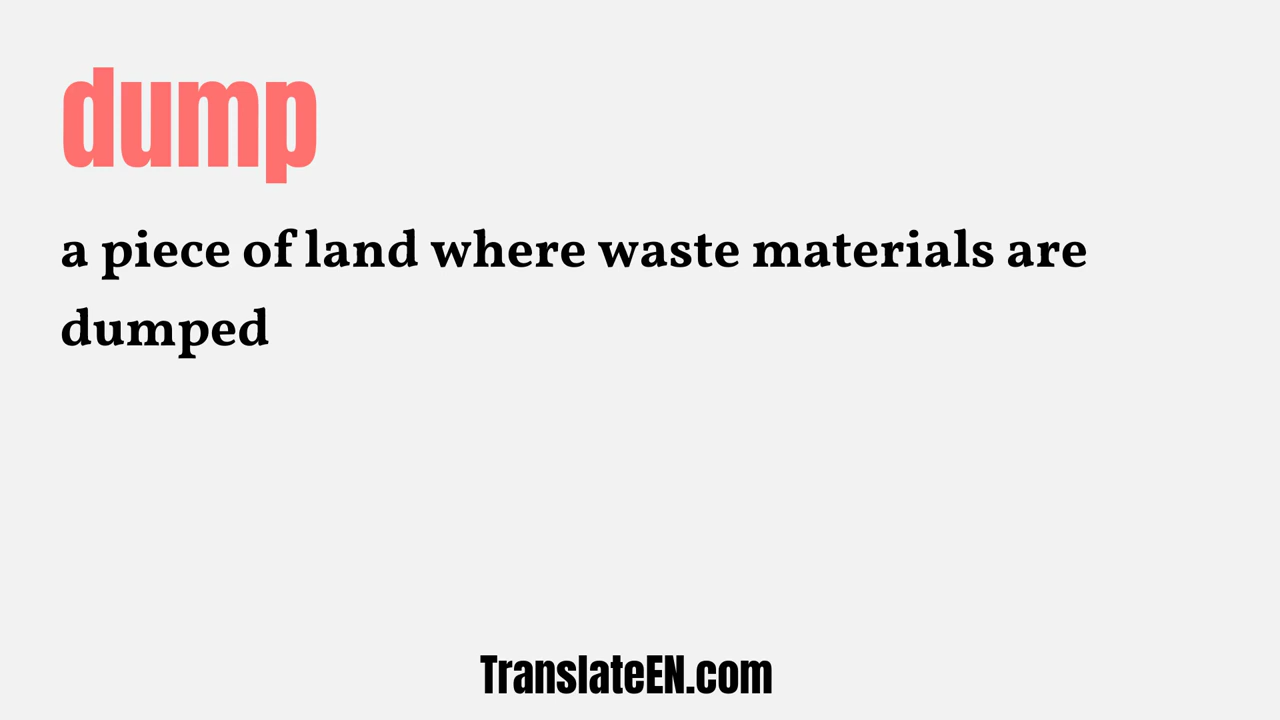 dump
a piece of land where waste materials are
dumped
TranslateEN.com